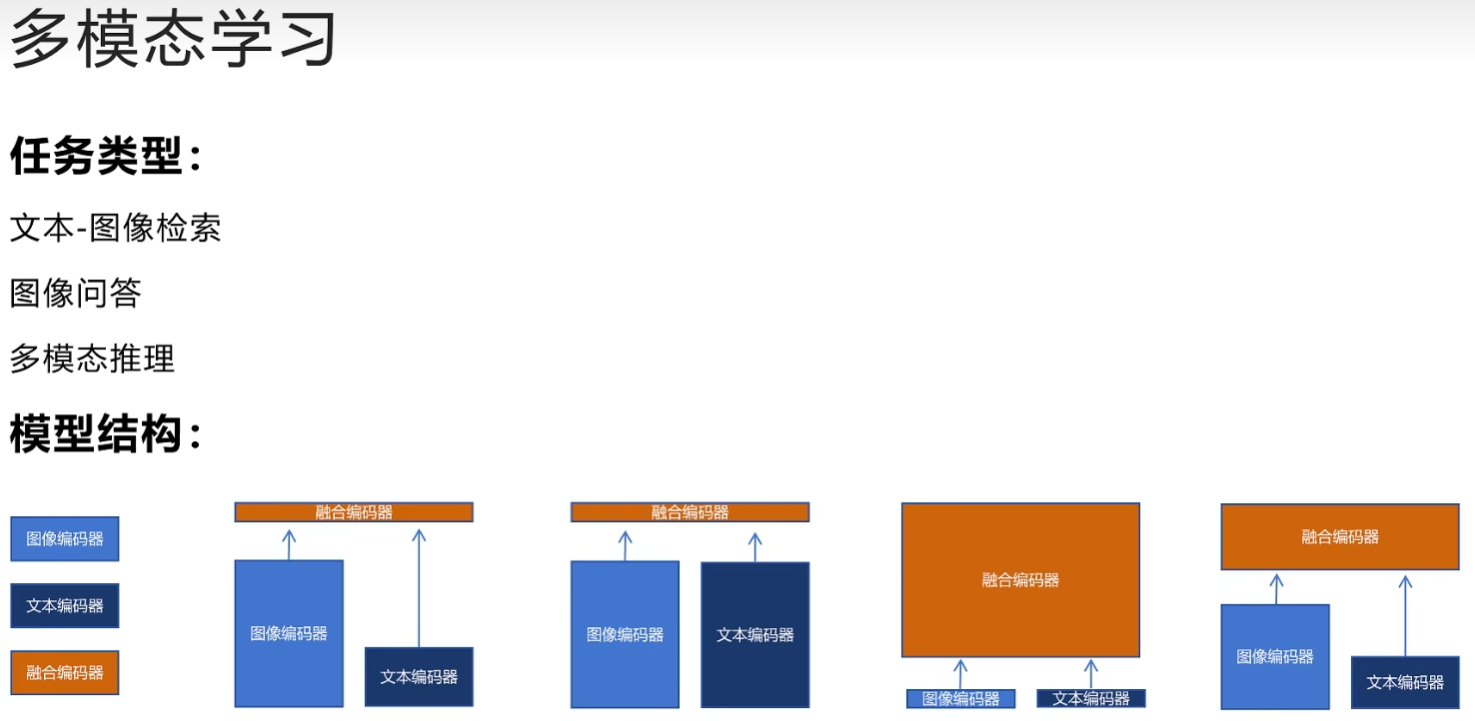 多模态学习
任务类型：
文本-图像检索
图像问答
多模态推理
模型结构：
图像编码器
文本编码器
融合编码器
融合编码器
图像编码器
文本编码器
融合编码器
图像编码器
文本编码器
融合编码器
图像编码器
文本编码器
融合编码器
图像编码器
文本编码器